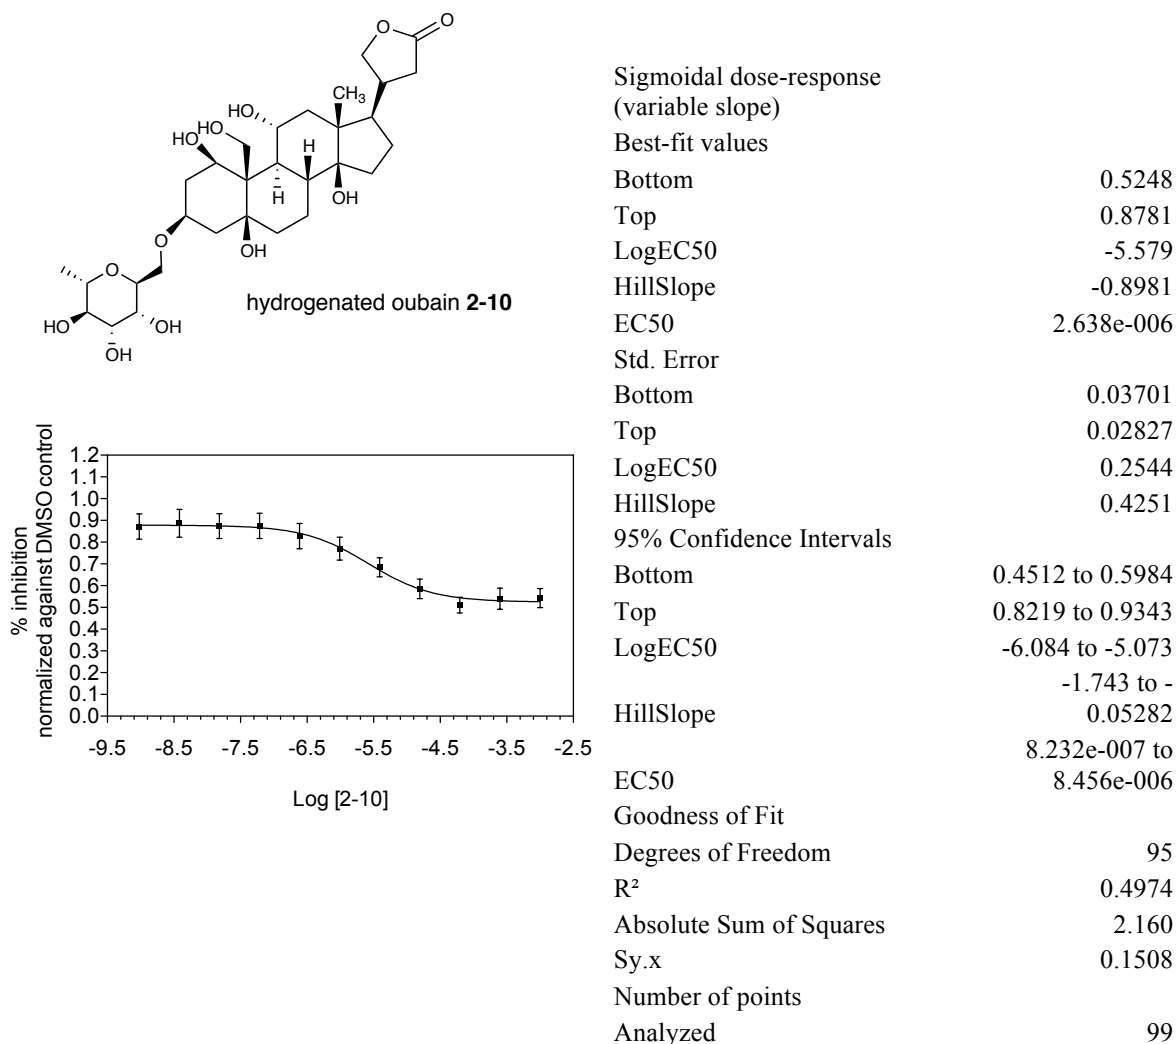 O
O
CH3
HO
HO
HO
H
H
OH
OH
O
O
HO
OH
OH
hydrogenated oubain 2-10
% inhibition
normalized against DMSO control
1.2
1.1
1.0
0.9
0.8
0.7
0.6
0.5
0.4
0.3
0.2
0.1
0.0
-9.5 -8.5 -7.5 -6.5 -5.5 -4.5 -3.5 -2.5
Log [2-10]
Sigmoidal dose-response
(variable slope)
Best-fit values
Bottom 0.5248
Top 0.8781
LogEC50 -5.579
HillSlope -0.8981
EC50 2.638e-006
Std. Error
Bottom 0.03701
Top 0.02827
LogEC50 0.2544
HillSlope 0.4251
95% Confidence Intervals
Bottom 0.4512 to 0.5984
Top 0.8219 to 0.9343
LogEC50 -6.084 to -5.073
-1.743 to -
HillSlope 0.05282
8.232e-007 to
EC50 8.456e-006
Goodness of Fit
Degrees of Freedom 95
R² 0.4974
Absolute Sum of Squares 2.160
Sy.x 0.1508
Number of points
Analyzed 99